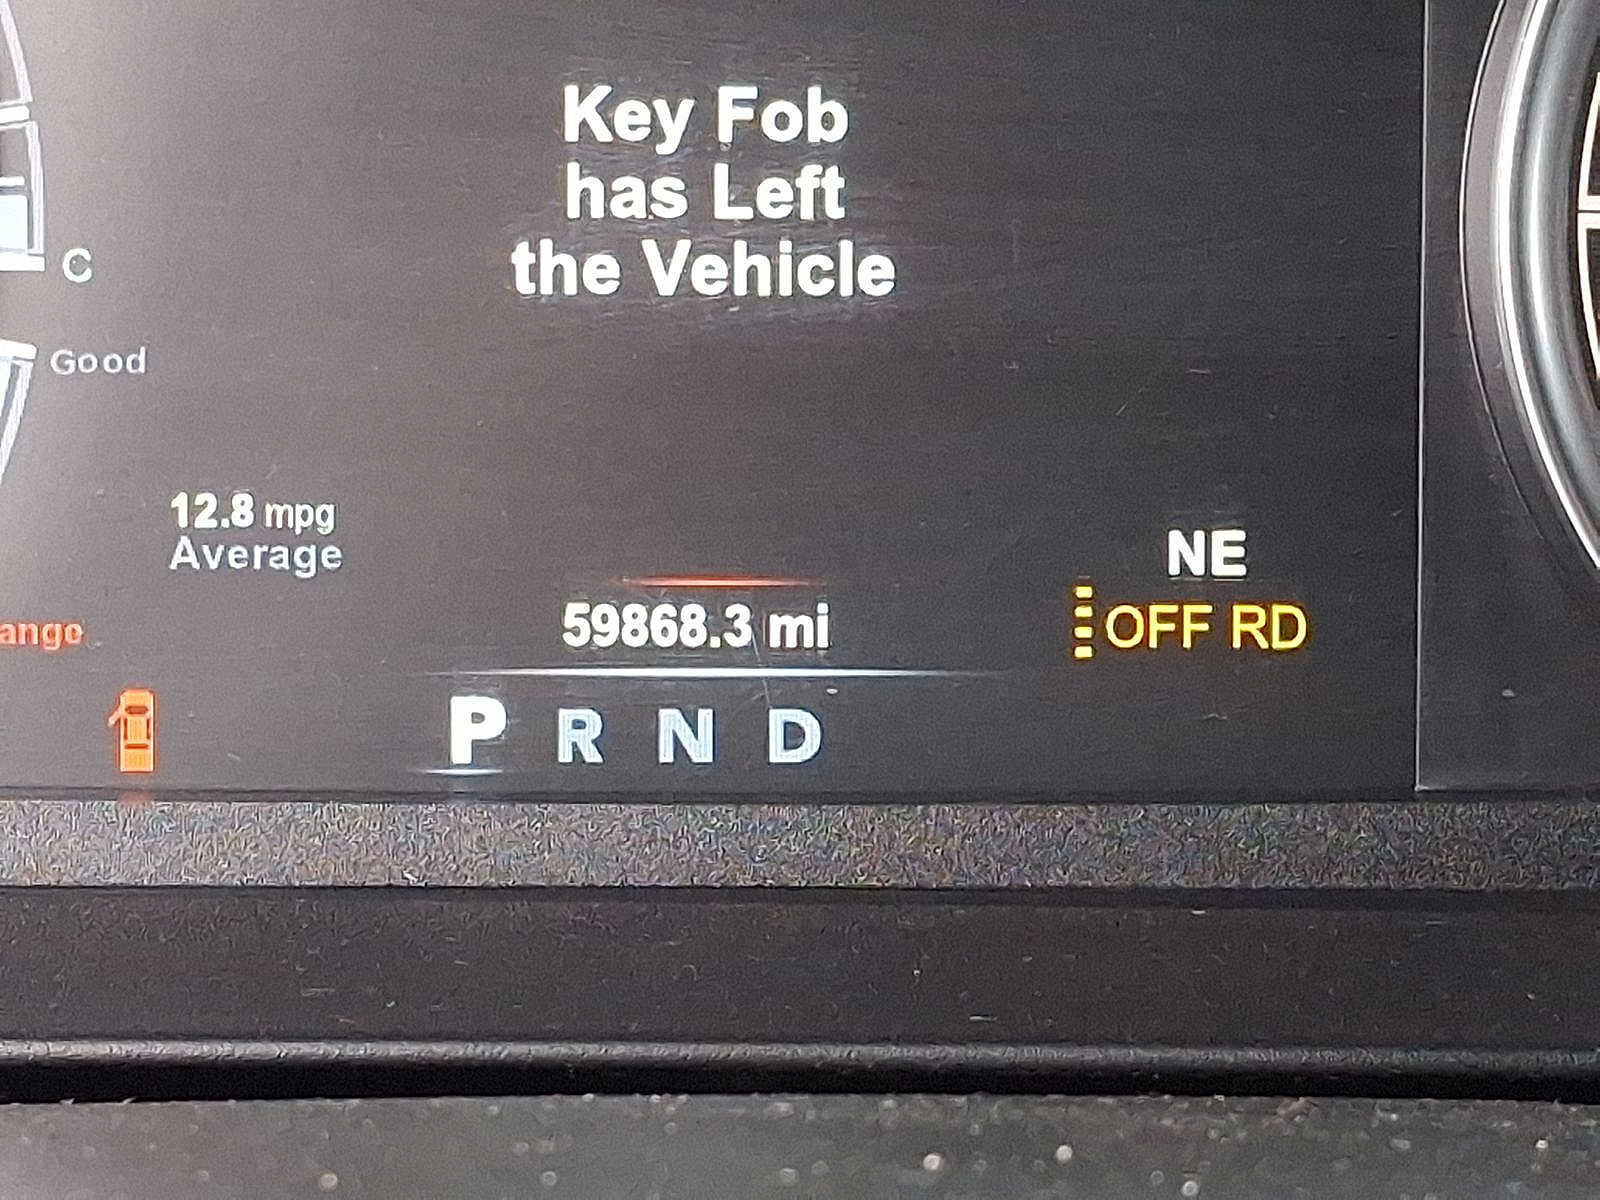 Key Fob
has Left
the Vehicle
C
Good
12.8 mpg
Average
NE
59868.3 mi
OFF RD
P R N D